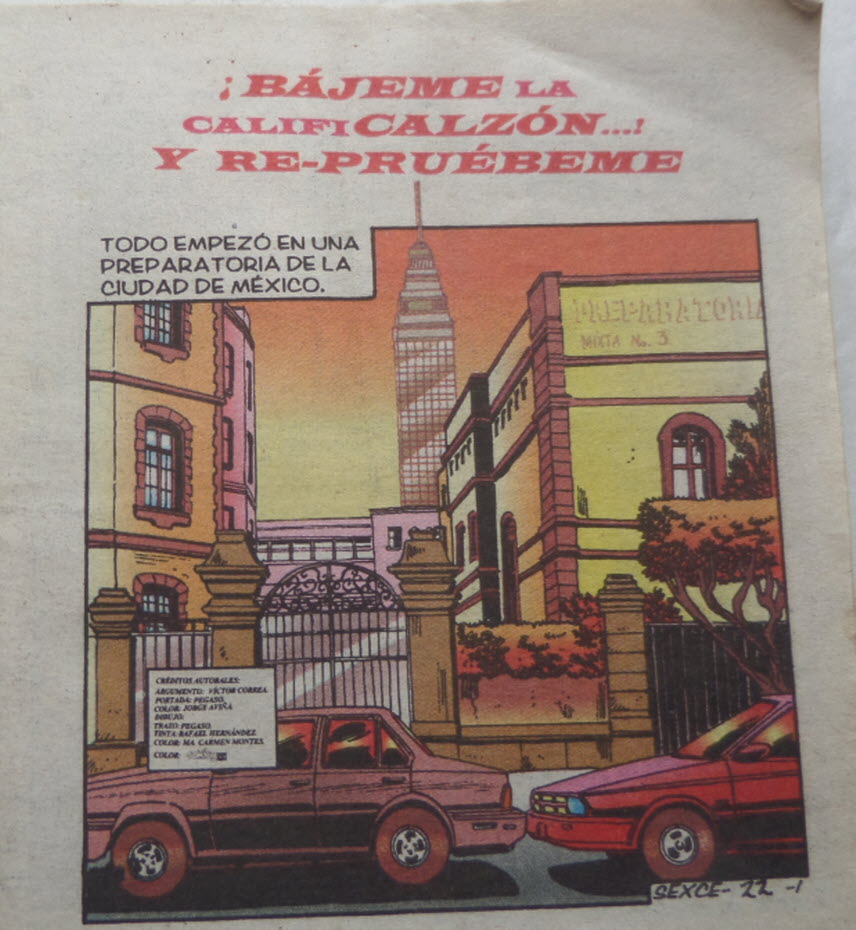 ¡BÁJEME LA
CALIFICALZÓN...!
Y RE-PRUÉBEME
TODO EMPEZÓ EN UNA
PREPARATORIA DE LA
CIUDAD DE MÉXICO.
PREPARATORIA
MIXTA No. 3
CRÉDITOS AUTORALES:
ARGUMENTO: VÍCTOR CORREA
PORTADA: PEGASO.
COLOR: JORGE AVIÑA
DIBUJO:
TRAZO: PEGASO.
TINTA: RAFAEL HERNÁNDEZ
COLOR: MA. CARMEN MONTES.
COLOR:
SEXCE- 22 -1